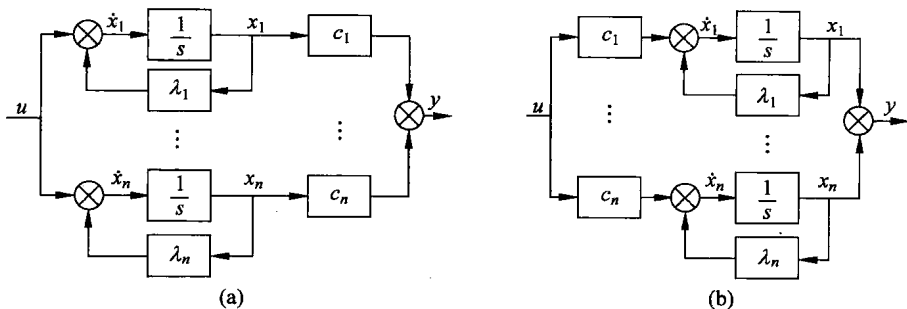 u
ẋ₁
1/s
x₁
c₁
λ₁
⋮
⋮
y
ẋₙ
1/s
xₙ
cₙ
λₙ
(a)
u
c₁
ẋ₁
1/s
x₁
λ₁
⋮
⋮
y
cₙ
ẋₙ
1/s
xₙ
λₙ
(b)